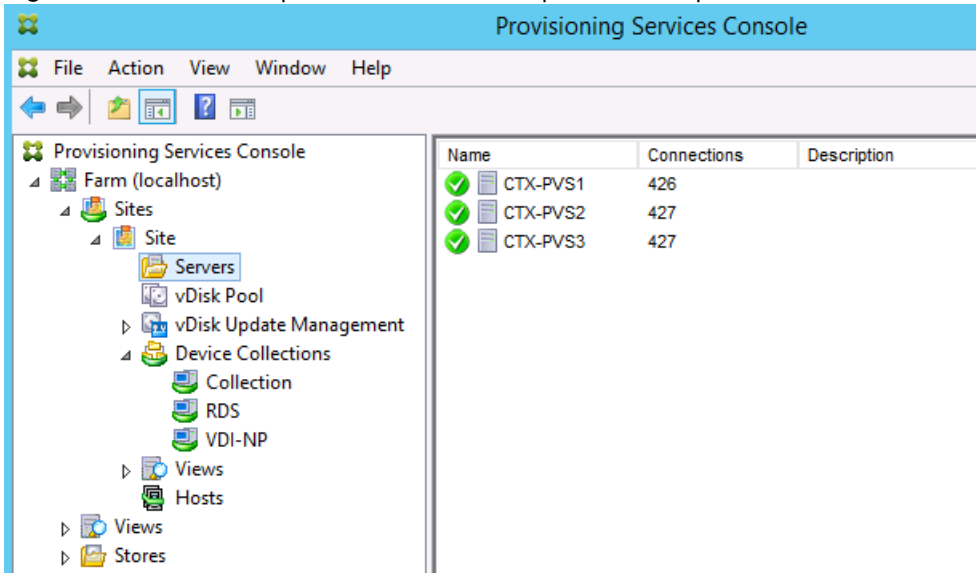 Provisioning Services Console
File Action View Window Help
Provisioning Services Console
Farm (localhost)
Sites
Site
Servers
vDisk Pool
vDisk Update Management
Device Collections
Collection
RDS
VDI-NP
Views
Hosts
Views
Stores
Name Connections Description
CTX-PVS1 426
CTX-PVS2 427
CTX-PVS3 427